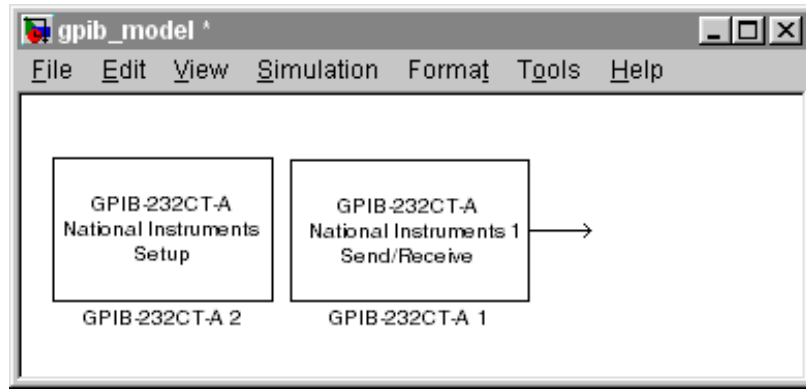 gpib_model *
File Edit View Simulation Format Tools Help
GPIB-232CT-A
National Instruments
Setup
GPIB-232CT-A 2
GPIB-232CT-A
National Instruments 1
Send/Receive
GPIB-232CT-A 1